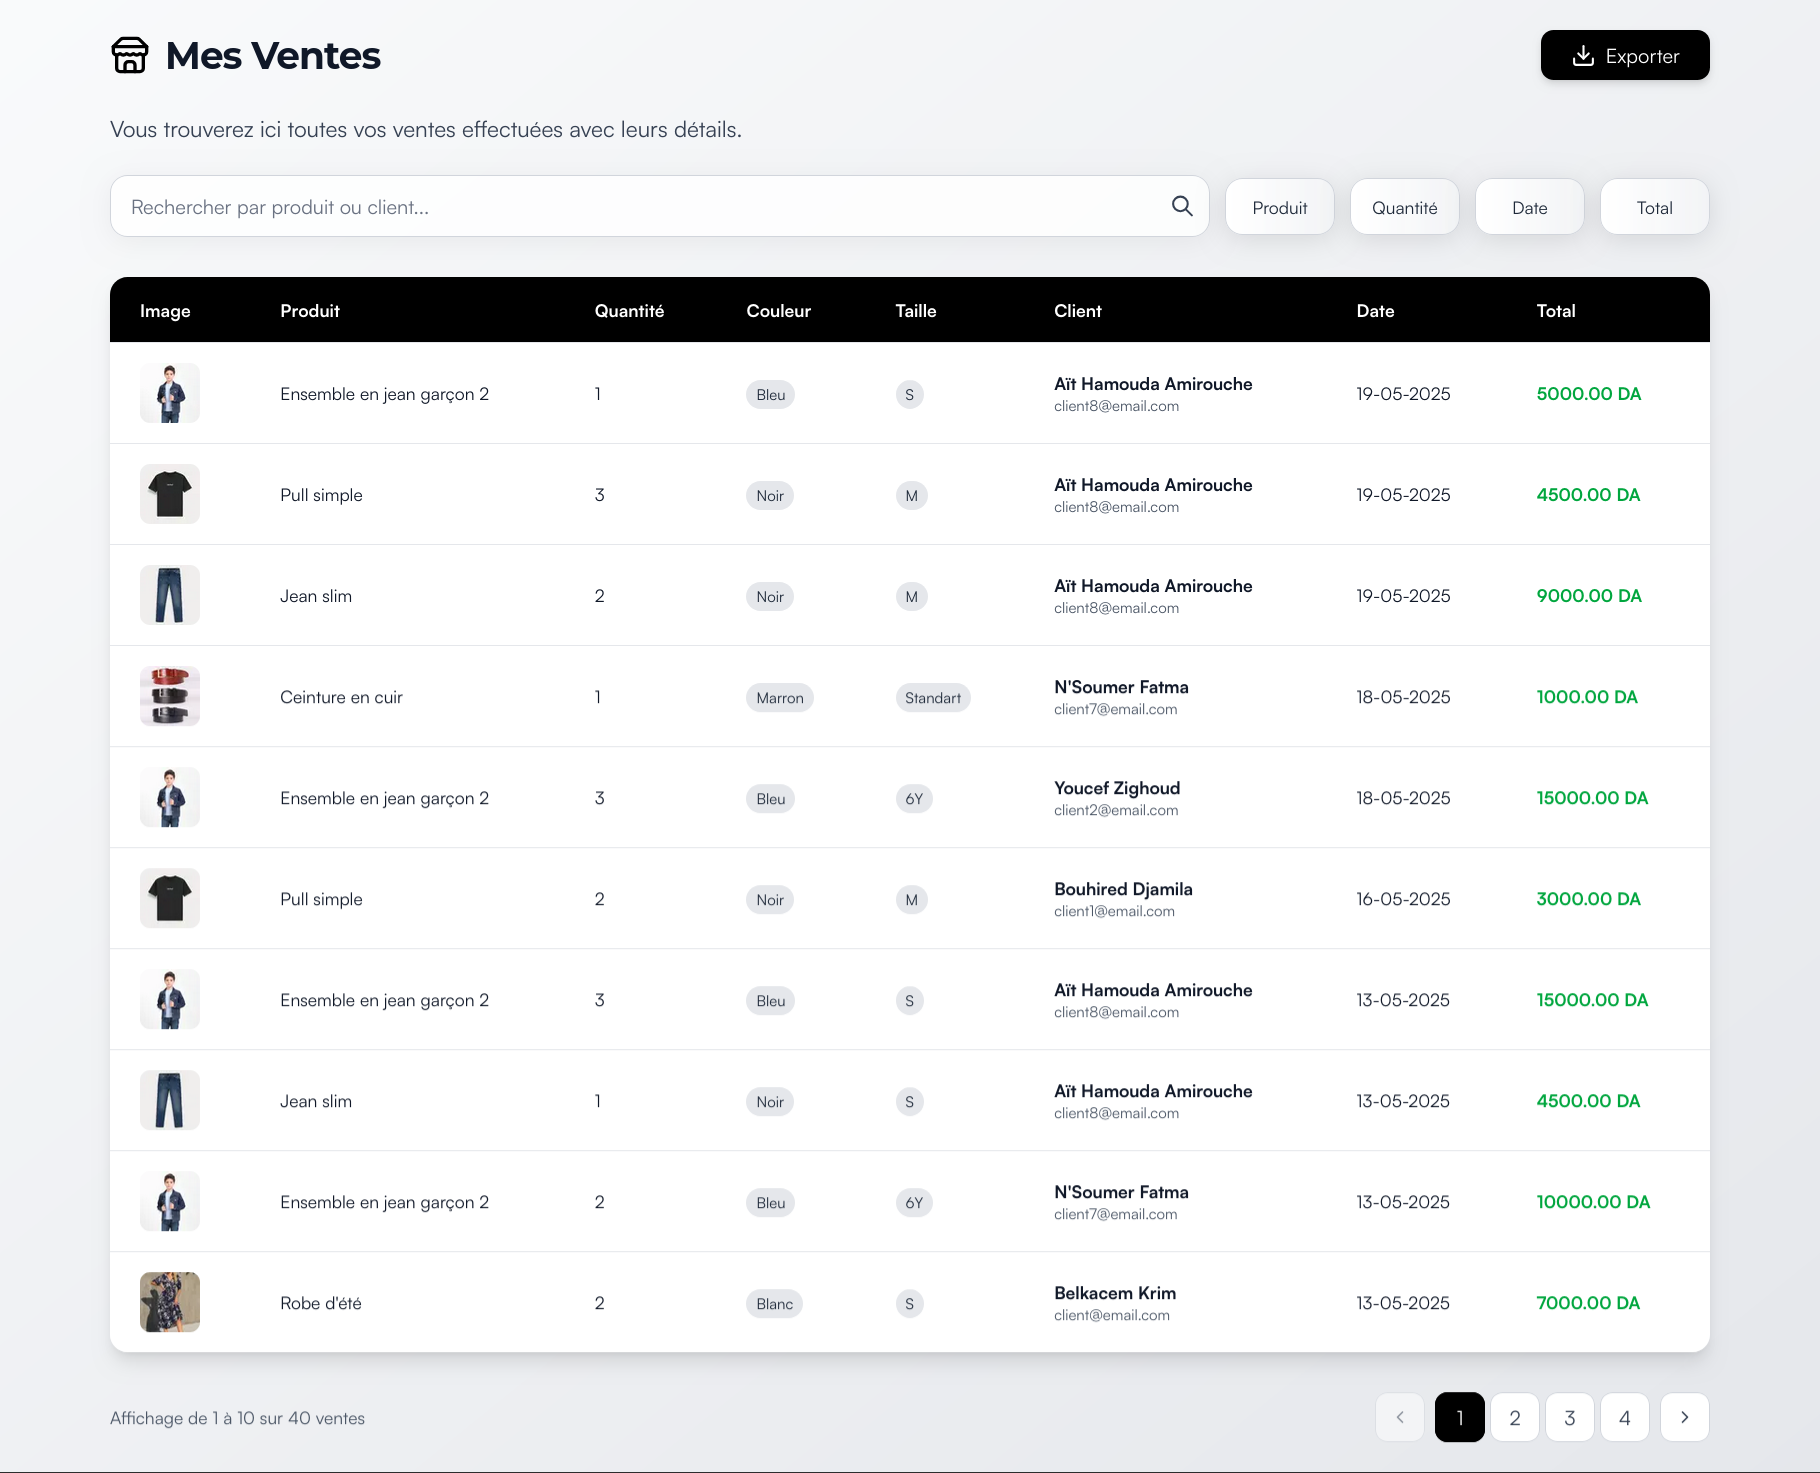 Mes Ventes
Exporter
Vous trouverez ici toutes vos ventes effectuées avec leurs détails.
Rechercher par produit ou client...
Produit Quantité Date Total
Image Produit Quantité Couleur Taille Client Date Total
Ensemble en jean garçon 2 1 Bleu S Aït Hamouda Amirouche 19-05-2025 5000.00 DA
client8@email.com
Pull simple 3 Noir M Aït Hamouda Amirouche 19-05-2025 4500.00 DA
client8@email.com
Jean slim 2 Noir M Aït Hamouda Amirouche 19-05-2025 9000.00 DA
client8@email.com
Ceinture en cuir 1 Marron Standart N'Soumer Fatma 18-05-2025 1000.00 DA
client7@email.com
Ensemble en jean garçon 2 3 Bleu 6Y Youcef Zighoud 18-05-2025 15000.00 DA
client2@email.com
Pull simple 2 Noir M Bouhired Djamila 16-05-2025 3000.00 DA
client1@email.com
Ensemble en jean garçon 2 3 Bleu S Aït Hamouda Amirouche 13-05-2025 15000.00 DA
client8@email.com
Jean slim 1 Noir S Aït Hamouda Amirouche 13-05-2025 4500.00 DA
client8@email.com
Ensemble en jean garçon 2 2 Bleu 6Y N'Soumer Fatma 13-05-2025 10000.00 DA
client7@email.com
Robe d'été 2 Blanc S Belkacem Krim 13-05-2025 7000.00 DA
client@email.com
Affichage de 1 à 10 sur 40 ventes
1 2 3 4